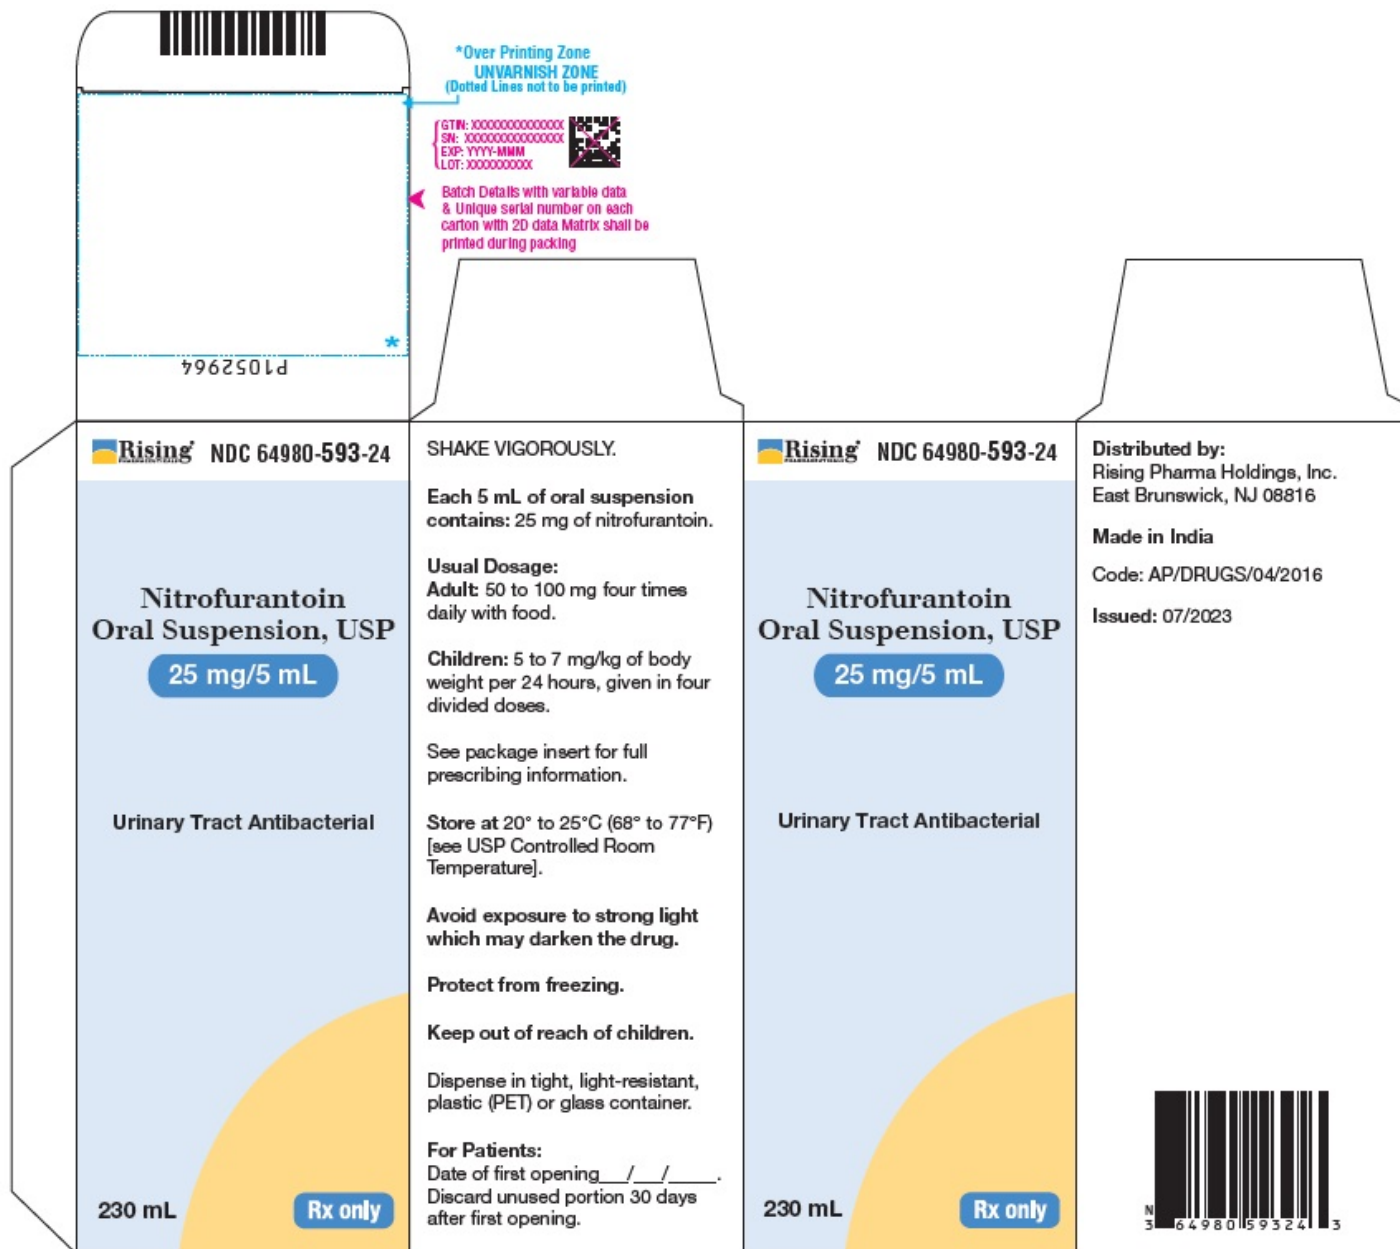 *Over Printing Zone
UNVARNISH ZONE
(Dotted Lines not to be printed)
GTIN: XXXXXXXXXXXXXX
SN: XXXXXXXXXXXXXXX
EXP: YYYY-MMM
LOT: XXXXXXXXXX
Batch Details with variable data
& Unique serial number on each
carton with 2D data Matrix shall be
printed during packing
*
P1052964
Rising®
PHARMACEUTICALS
NDC 64980-593-24
Nitrofurantoin
Oral Suspension, USP
25 mg/5 mL
Urinary Tract Antibacterial
230 mL
Rx only
SHAKE VIGOROUSLY.
Each 5 mL of oral suspension
contains: 25 mg of nitrofurantoin.
Usual Dosage:
Adult: 50 to 100 mg four times
daily with food.
Children: 5 to 7 mg/kg of body
weight per 24 hours, given in four
divided doses.
See package insert for full
prescribing information.
Store at 20° to 25°C (68° to 77°F)
[see USP Controlled Room
Temperature].
Avoid exposure to strong light
which may darken the drug.
Protect from freezing.
Keep out of reach of children.
Dispense in tight, light-resistant,
plastic (PET) or glass container.
For Patients:
Date of first opening___/___/_____.
Discard unused portion 30 days
after first opening.
Rising®
PHARMACEUTICALS
NDC 64980-593-24
Nitrofurantoin
Oral Suspension, USP
25 mg/5 mL
Urinary Tract Antibacterial
230 mL
Rx only
Distributed by:
Rising Pharma Holdings, Inc.
East Brunswick, NJ 08816
Made in India
Code: AP/DRUGS/04/2016
Issued: 07/2023
N
3 64980 59324 3